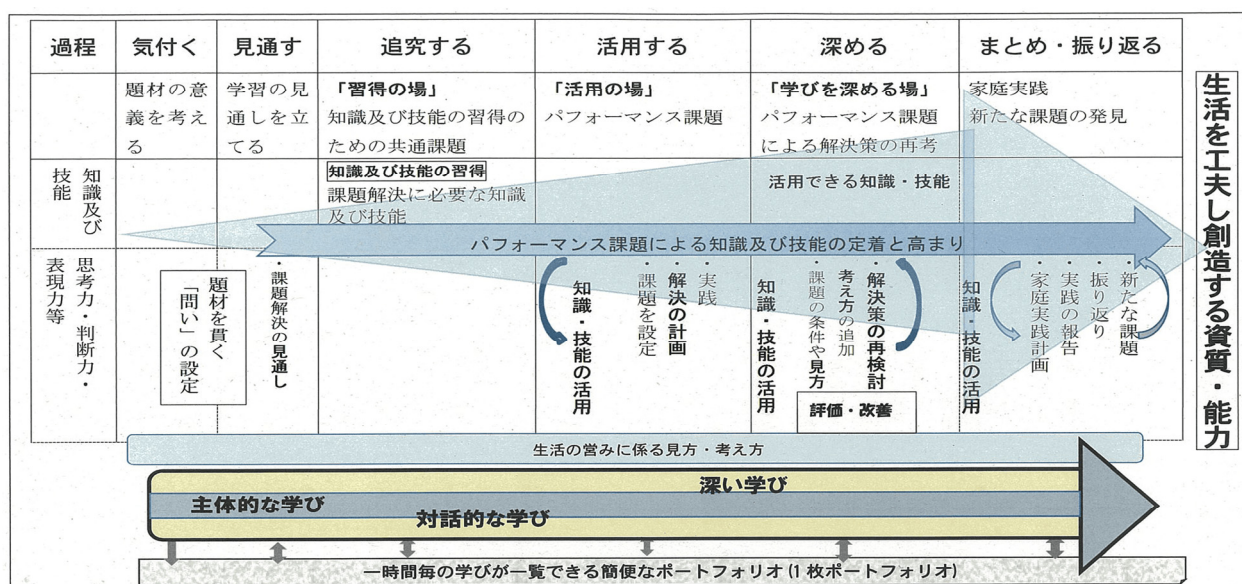 過程
気付く
見通す
追究する
活用する
深める
まとめ・振り返る
題材の意
義を考え
る
学習の見
通しを立
てる
「習得の場」
知識及び技能の習得の
ための共通課題
「活用の場」
パフォーマンス課題
「学びを深める場」
パフォーマンス課題
による解決策の再考
家庭実践
新たな課題の発見
知識及び
技能
知識及び技能の習得
課題解決に必要な知識
及び技能
活用できる知識・技能
パフォーマンス課題による知識及び技能の定着と高まり
思考力・判断力・
表現力等
題材を貫く
「問い」の設定
・課題解決の見通し
知識・技能の活用
・課題を設定
・解決の計画
・実践
知識・技能の活用
・課題の条件や見方・
考え方の追加
・解決策の再検討
評価・改善
知識・技能の活用
・家庭実践計画
・実践の報告
・振り返り
・新たな課題
生活を工夫し創造する資質・能力
生活の営みに係る見方・考え方
主体的な学び
対話的な学び
深い学び
一時間毎の学びが一覧できる簡便なポートフォリオ(1枚ポートフォリオ)